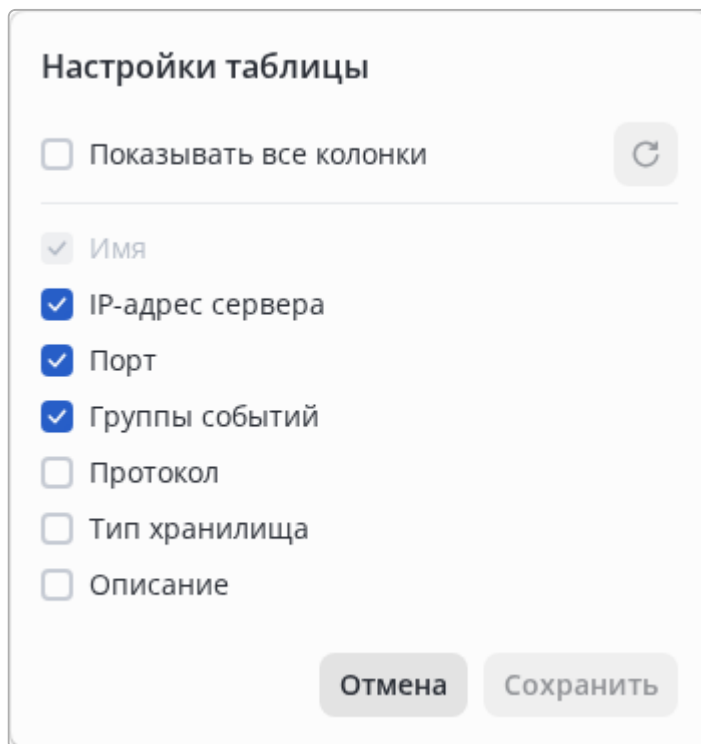 Настройки таблицы
Показывать все колонки
Имя
IP-адрес сервера
Порт
Группы событий
Протокол
Тип хранилища
Описание
Отмена Сохранить